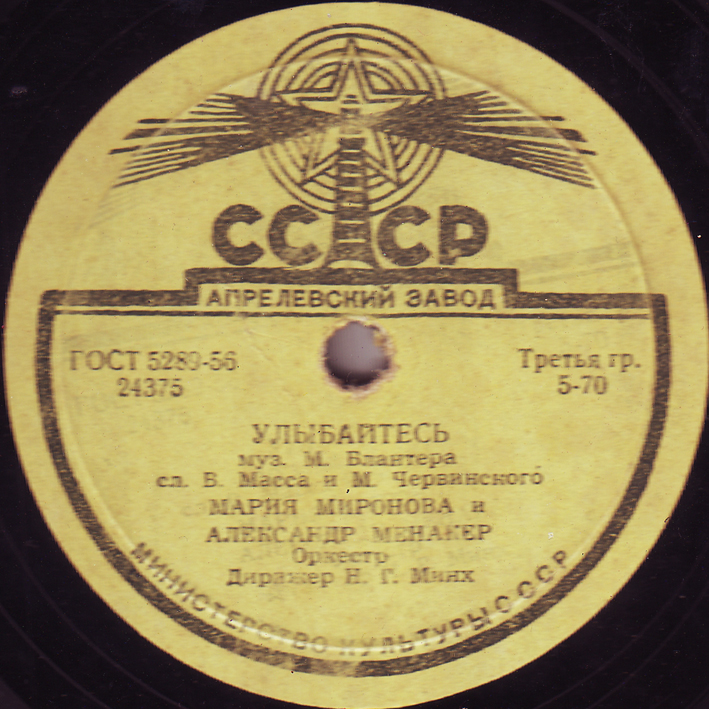 СССР
АПРЕЛЕВСКИЙ ЗАВОД
ГОСТ 5289-56
24375
Третья гр.
5-70
УЛЫБАЙТЕСЬ
муз. М. Блантера
сл. В. Масса и М. Червинского
МАРИЯ МИРОНОВА и
АЛЕКСАНДР МЕНАКЕР
Оркестр
Дирижер Н. Г. Минх
МИНИСТЕРСТВО КУЛЬТУРЫ СССР